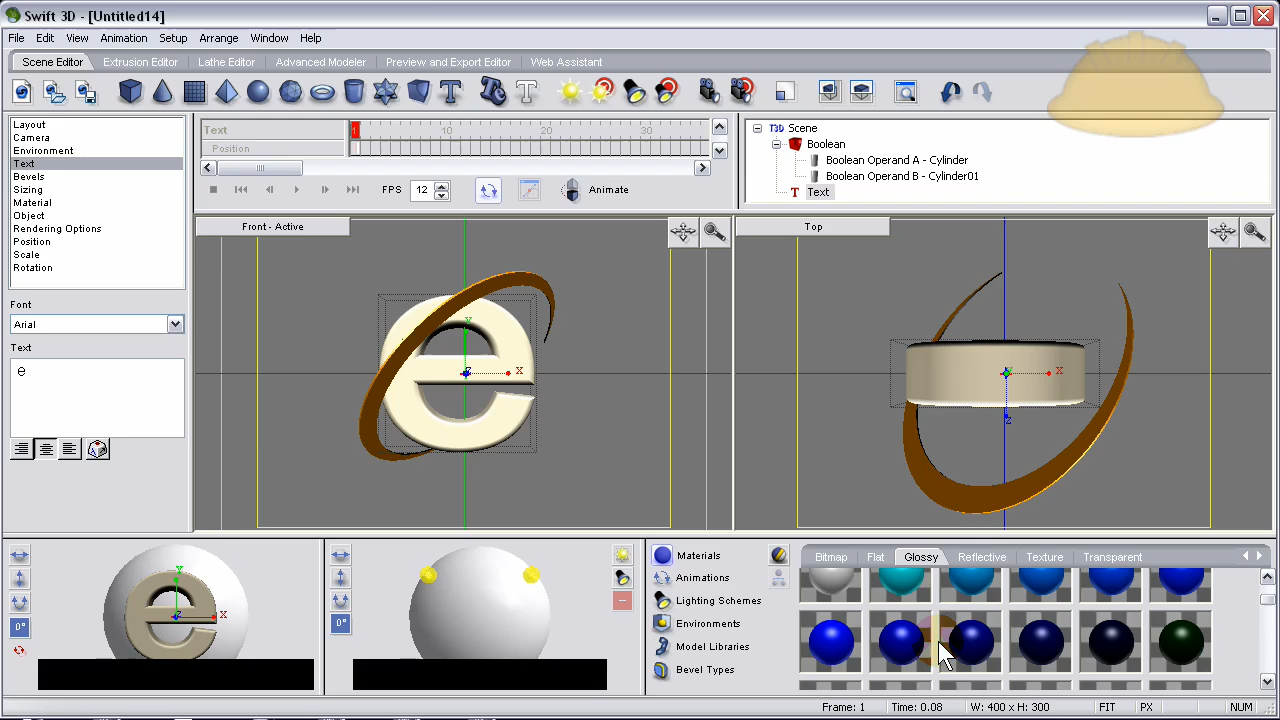 Swift 3D - [Untitled14]
File Edit View Animation Setup Arrange Window Help
Scene Editor Extrusion Editor Lathe Editor Advanced Modeler Preview and Export Editor Web Assistant
Layout
Camera
Environment
Text
Bevels
Sizing
Material
Object
Rendering Options
Position
Scale
Rotation
Font
Arial
Text
e
Text 1 10 20 30
Position
FPS 12 Animate
T3D Scene
Boolean
Boolean Operand A - Cylinder
Boolean Operand B - Cylinder01
T Text
Front - Active
Y
Z X
e
Top
Y X
Z
Y
Z X
e
0°
0°
Materials
Animations
Lighting Schemes
Environments
Model Libraries
Bevel Types
Bitmap Flat Glossy Reflective Texture Transparent
Frame: 1 Time: 0.08 W: 400 x H: 300 FIT PX NUM